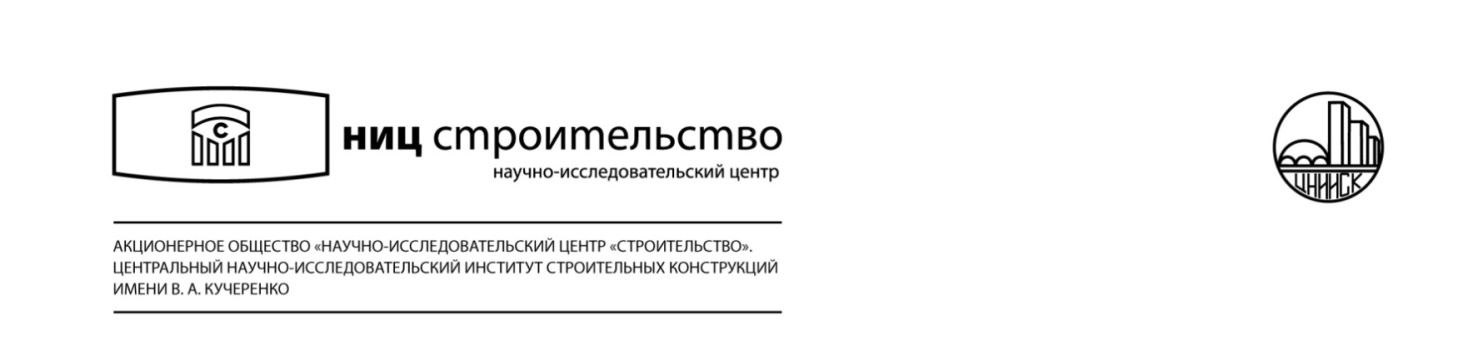 С
ниц строительство
научно-исследовательский центр
ЦНИИСК
АКЦИОНЕРНОЕ ОБЩЕСТВО «НАУЧНО-ИССЛЕДОВАТЕЛЬСКИЙ ЦЕНТР «СТРОИТЕЛЬСТВО».
ЦЕНТРАЛЬНЫЙ НАУЧНО-ИССЛЕДОВАТЕЛЬСКИЙ ИНСТИТУТ СТРОИТЕЛЬНЫХ КОНСТРУКЦИЙ
ИМЕНИ В. А. КУЧЕРЕНКО